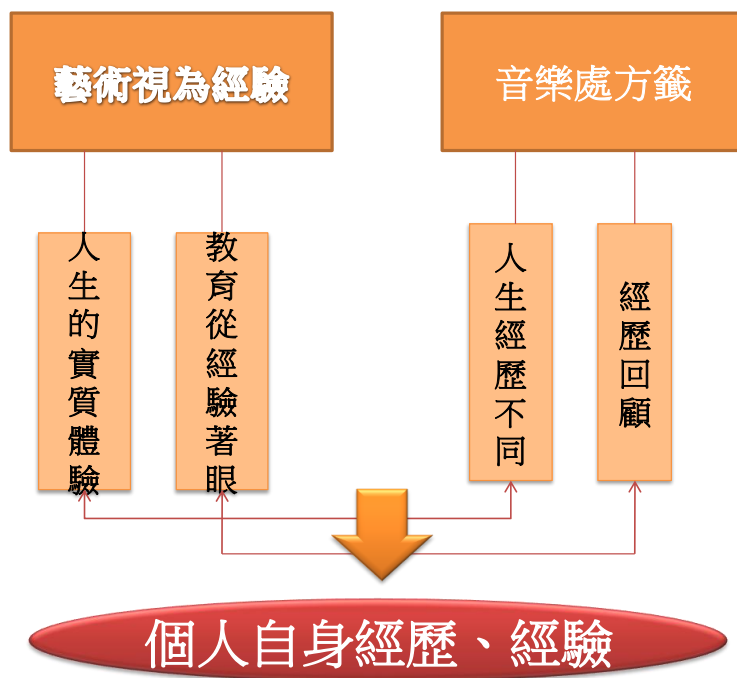 藝術視為經驗
音樂處方籤
人生的實質體驗
教育從經驗著眼
人生經歷不同
經歷回顧
個人自身經歷、經驗